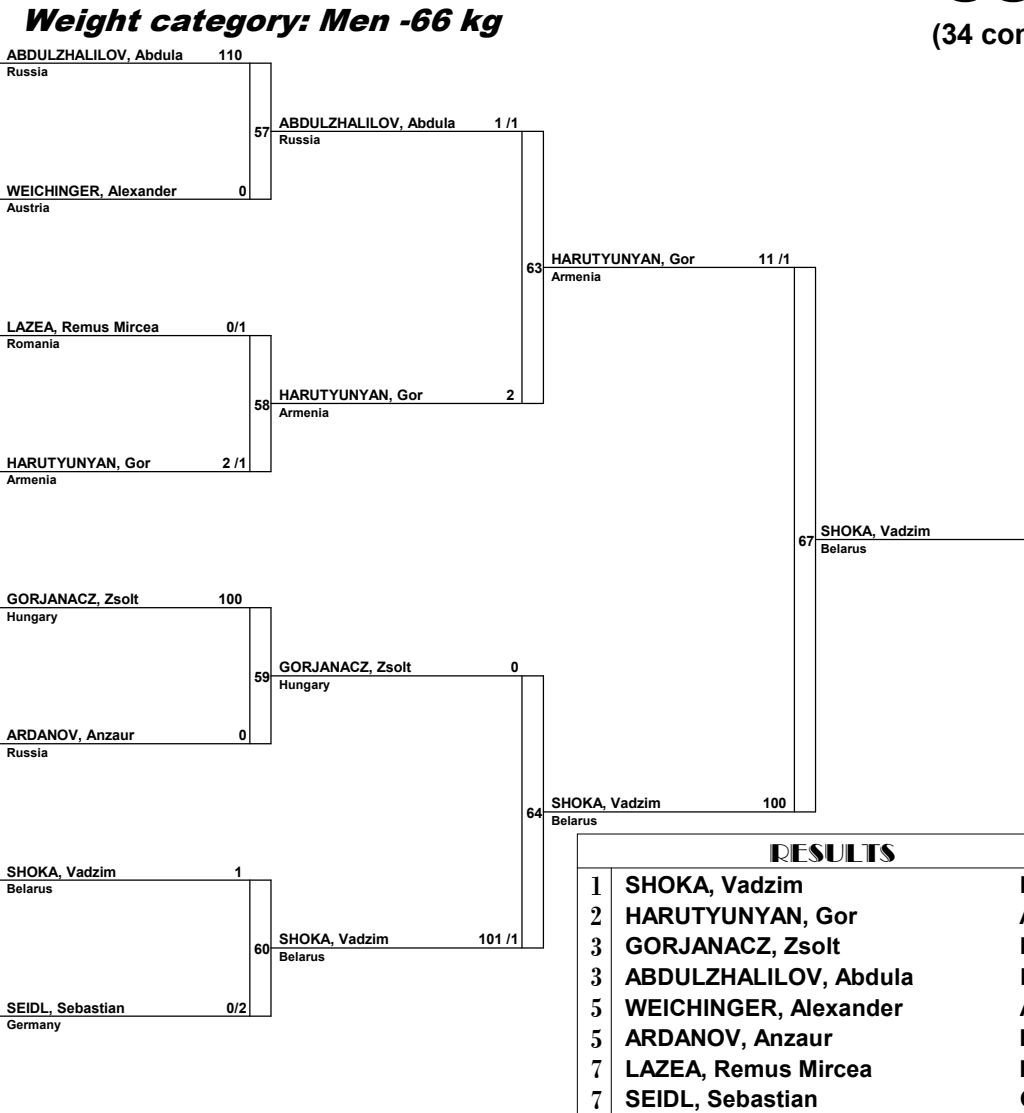 Weight category: Men -66 kg
(34 cor
ABDULZHALILOV, Abdula 110
Russia
57
ABDULZHALILOV, Abdula 1 /1
Russia
WEICHINGER, Alexander 0
Austria
63
HARUTYUNYAN, Gor 11 /1
Armenia
LAZEA, Remus Mircea 0/1
Romania
58
HARUTYUNYAN, Gor 2
Armenia
HARUTYUNYAN, Gor 2 /1
Armenia
67
SHOKA, Vadzim
Belarus
GORJANACZ, Zsolt 100
Hungary
59
GORJANACZ, Zsolt 0
Hungary
ARDANOV, Anzaur 0
Russia
64
SHOKA, Vadzim 100
Belarus
SHOKA, Vadzim 1
Belarus
60
SHOKA, Vadzim 101 /1
Belarus
SEIDL, Sebastian 0/2
Germany
RESULTS
1 SHOKA, Vadzim
2 HARUTYUNYAN, Gor
3 GORJANACZ, Zsolt
3 ABDULZHALILOV, Abdula
5 WEICHINGER, Alexander
5 ARDANOV, Anzaur
7 LAZEA, Remus Mircea
7 SEIDL, Sebastian